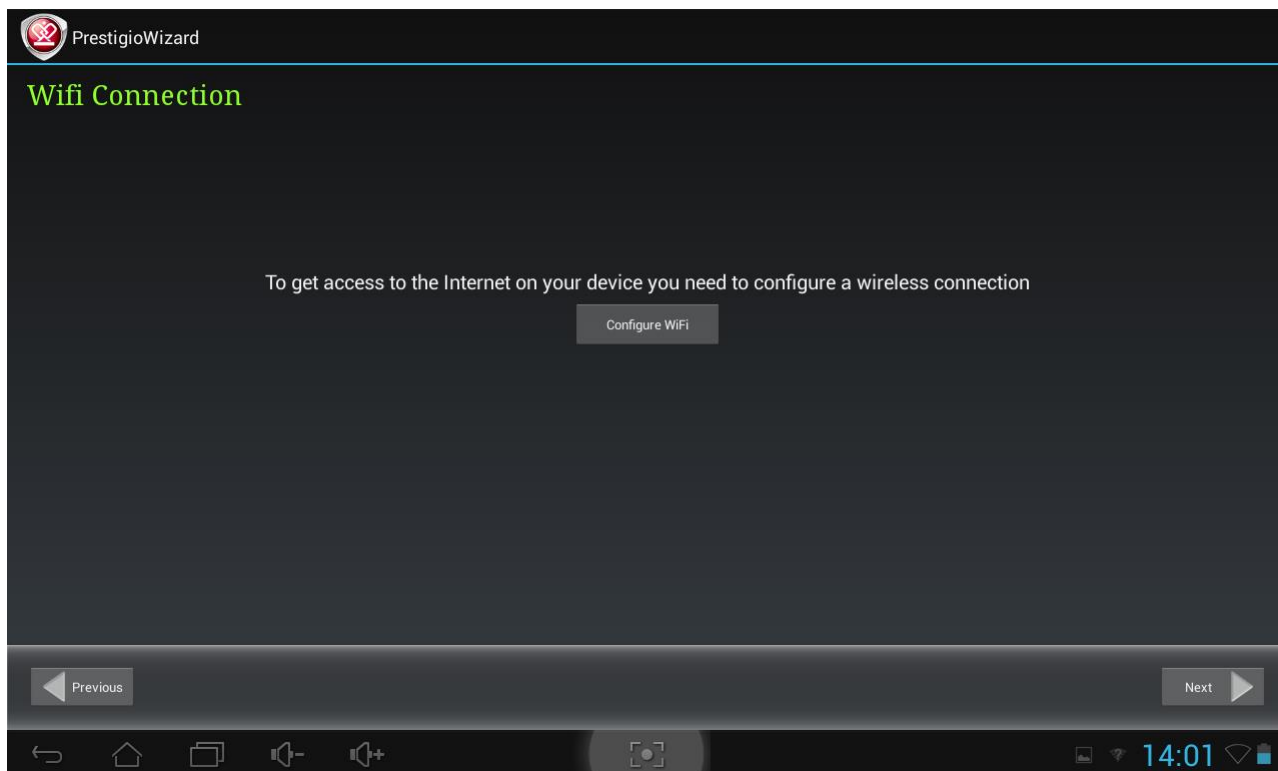 PrestigioWizard
Wifi Connection
To get access to the Internet on your device you need to configure a wireless connection
Configure WiFi
Previous
Next
14:01